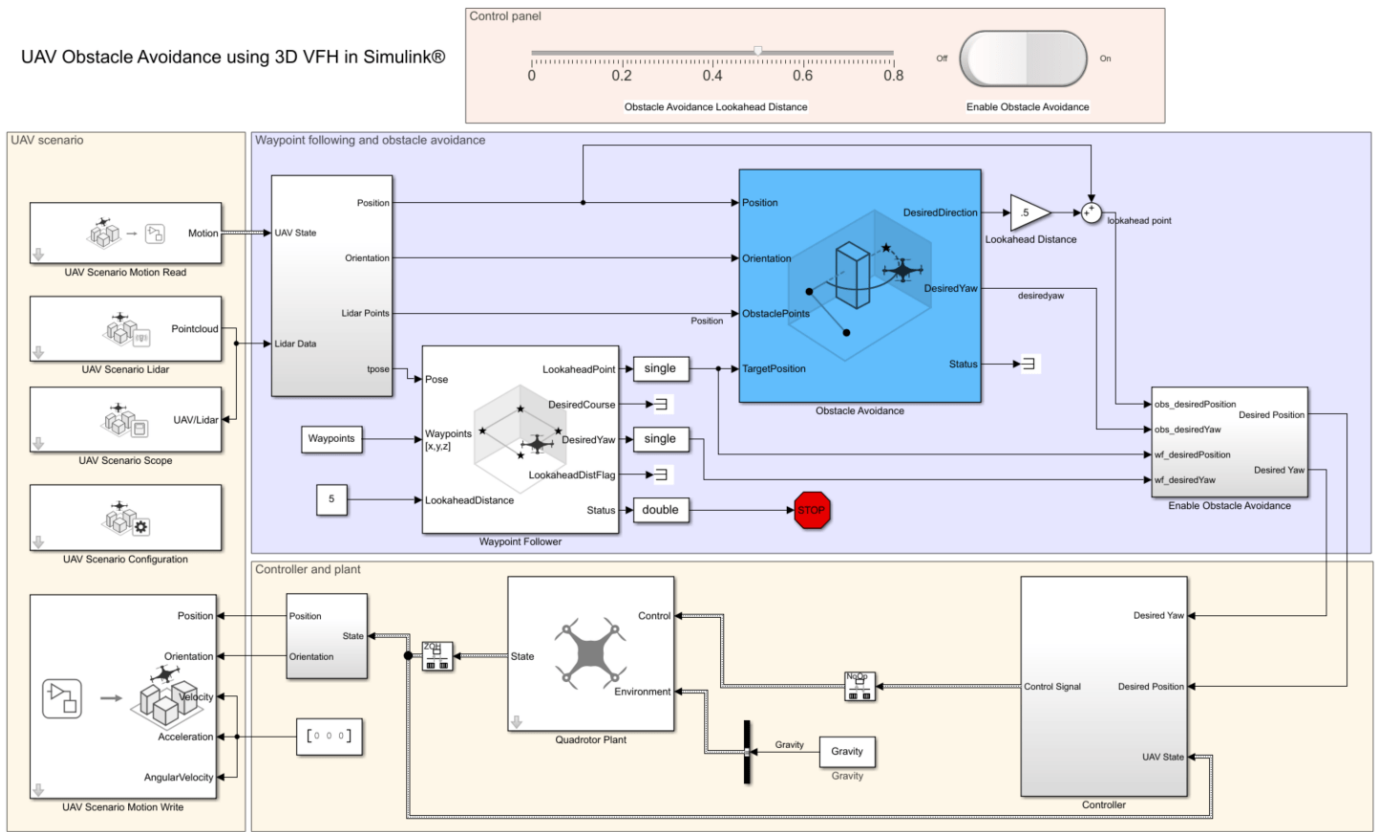 Control panel
UAV Obstacle Avoidance using 3D VFH in Simulink®
0 0.2 0.4 0.6 0.8
Obstacle Avoidance Lookahead Distance
Off
On
Enable Obstacle Avoidance
UAV scenario
Motion
UAV Scenario Motion Read
Pointcloud
UAV Scenario Lidar
UAV/Lidar
UAV Scenario Scope
UAV Scenario Configuration
Position
Orientation
Velocity
Acceleration
AngularVelocity
UAV Scenario Motion Write
Waypoint following and obstacle avoidance
UAV State
Lidar Data
Position
Orientation
Lidar Points
tpose
Position
Waypoints
5
Pose
Waypoints
[x,y,z]
LookaheadDistance
LookaheadPoint
DesiredCourse
DesiredYaw
LookaheadDistFlag
Status
Waypoint Follower
single
single
double
STOP
Position
Orientation
ObstaclePoints
TargetPosition
DesiredDirection
DesiredYaw
Status
Obstacle Avoidance
.5
Lookahead Distance
++
lookahead point
desiredyaw
obs_desiredPosition
obs_desiredYaw
wf_desiredPosition
wf_desiredYaw
Desired Position
Desired Yaw
Enable Obstacle Avoidance
Controller and plant
Position
Orientation
State
[0 0 0]
ZOH
State
Control
Environment
Quadrotor Plant
NoOp
Gravity
Gravity
Gravity
Control Signal
Desired Yaw
Desired Position
UAV State
Controller